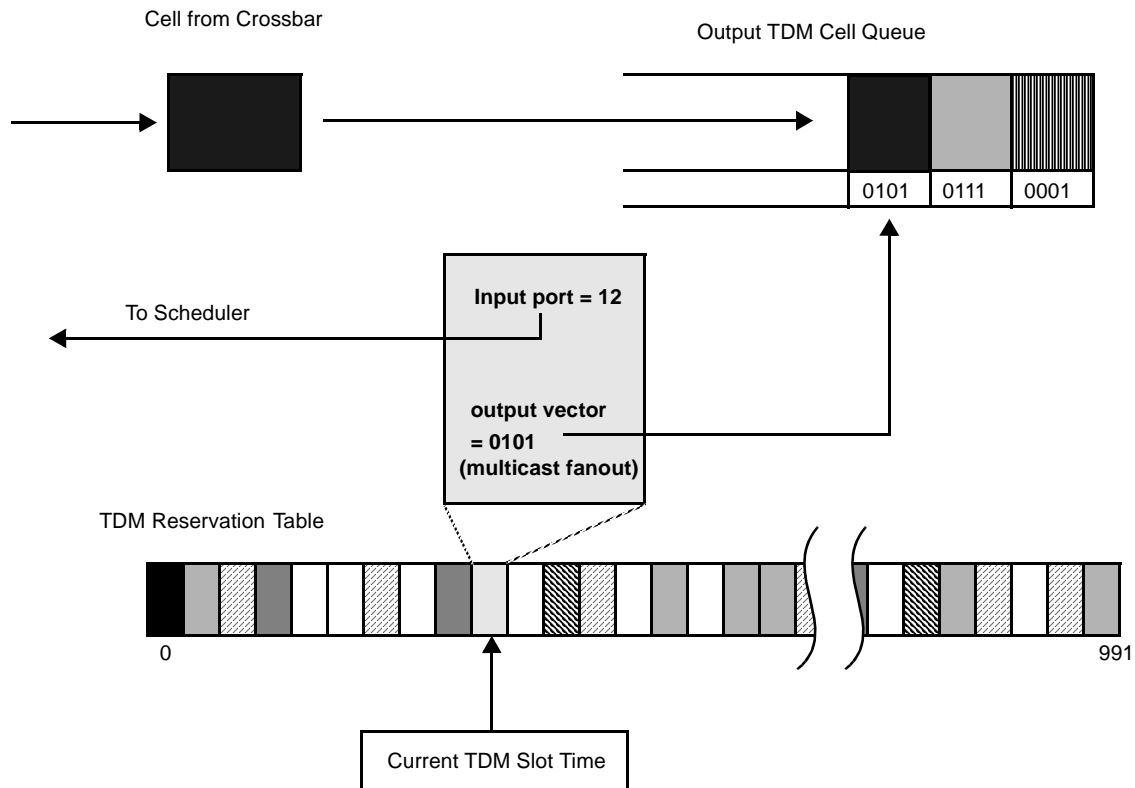 Cell from Crossbar
Output TDM Cell Queue
0101 0111 0001
Input port = 12
To Scheduler
output vector
= 0101
(multicast fanout)
TDM Reservation Table
0 991
Current TDM Slot Time